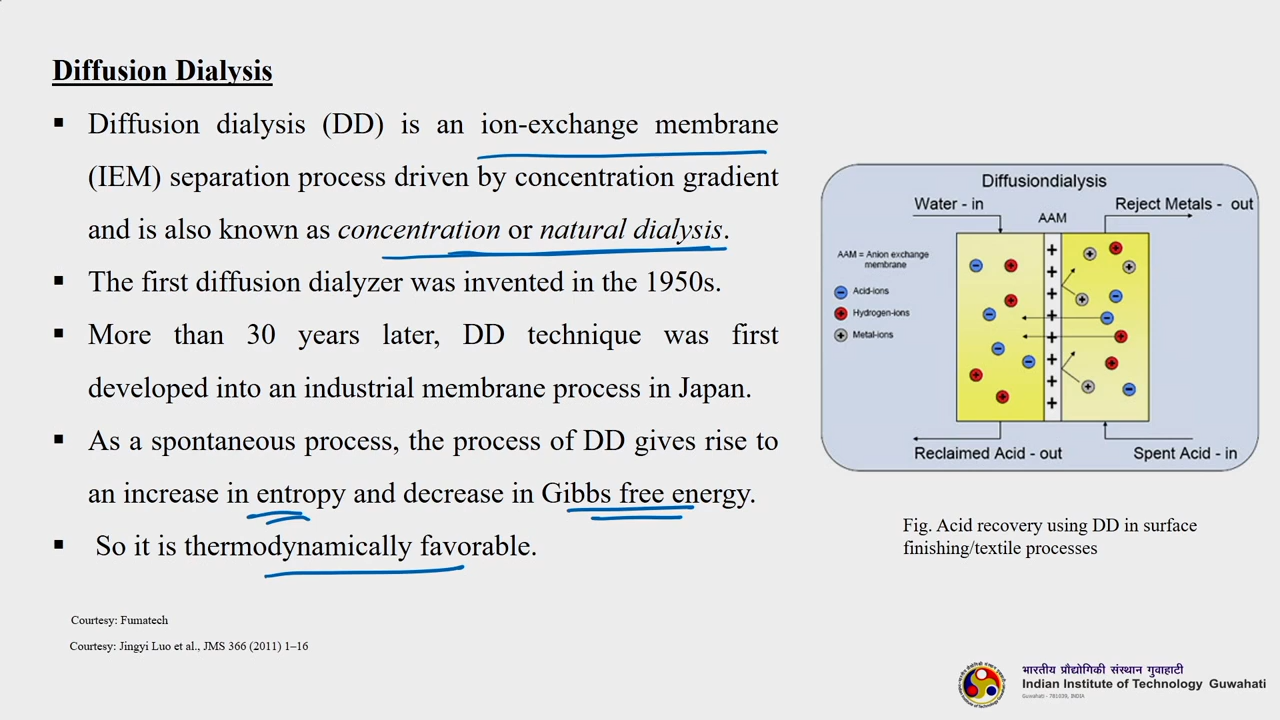 Diffusion Dialysis
▪ Diffusion dialysis (DD) is an ion-exchange membrane
(IEM) separation process driven by concentration gradient
and is also known as concentration or natural dialysis.
▪ The first diffusion dialyzer was invented in the 1950s.
▪ More than 30 years later, DD technique was first
developed into an industrial membrane process in Japan.
▪ As a spontaneous process, the process of DD gives rise to
an increase in entropy and decrease in Gibbs free energy.
▪ So it is thermodynamically favorable.
Courtesy: Fumatech
Courtesy: Jingyi Luo et al., JMS 366 (2011) 1–16
Diffusiondialysis
Water - in
AAM
Reject Metals - out
AAM = Anion exchange
membrane
Acid-ions
Hydrogen-ions
Metal-ions
Reclaimed Acid - out
Spent Acid - in
Fig. Acid recovery using DD in surface
finishing/textile processes
भारतीय प्रौद्योगिकी संस्थान गुवाहाटी
Indian Institute of Technology Guwahati
Guwahati - 781039, INDIA